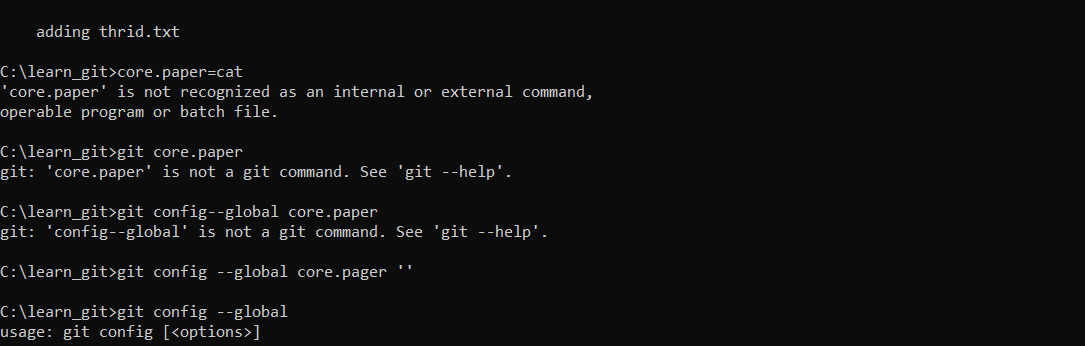 adding thrid.txt
C:\learn_git>core.paper=cat
'core.paper' is not recognized as an internal or external command,
operable program or batch file.
C:\learn_git>git core.paper
git: 'core.paper' is not a git command. See 'git --help'.
C:\learn_git>git config--global core.paper
git: 'config--global' is not a git command. See 'git --help'.
C:\learn_git>git config --global core.pager ''
C:\learn_git>git config --global
usage: git config [<options>]